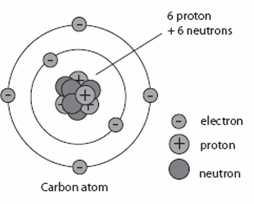 6 proton
+ 6 neutrons
- electron
+ proton
neutron
Carbon atom